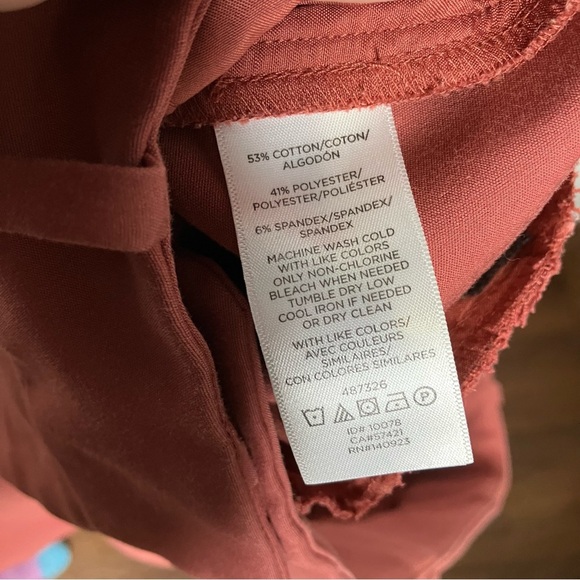 53% COTTON/COTON/
ALGODÓN
41% POLYESTER/
POLYESTER/POLIÉSTER
6% SPANDEX/SPANDEX/
SPANDEX
MACHINE WASH COLD
WITH LIKE COLORS
ONLY NON-CHLORINE
BLEACH WHEN NEEDED
TUMBLE DRY LOW
COOL IRON IF NEEDED
OR DRY CLEAN
WITH LIKE COLORS/
AVEC COULEURS
SIMILAIRES/
CON COLORES SIMILARES
487326
ID# 10078
CA#57421
RN#140923